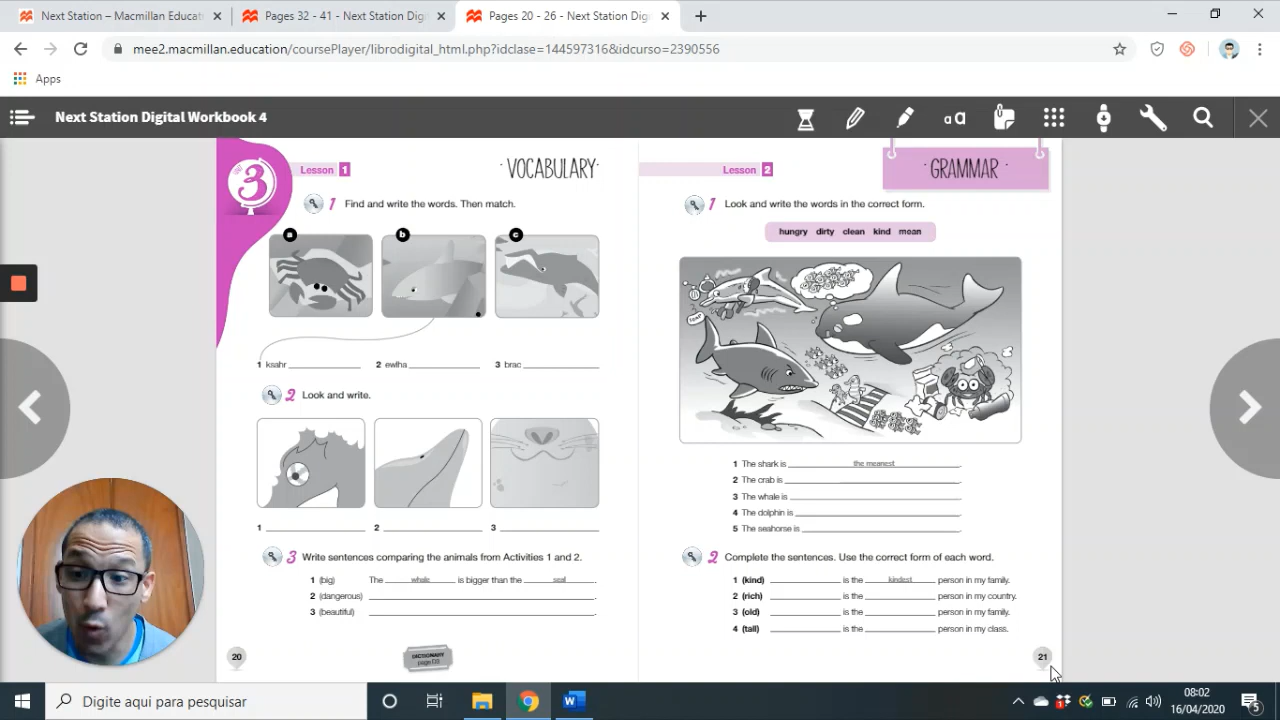 Next Station – Macmillan Educat
Pages 32 - 41 - Next Station Dig
Pages 20 - 26 - Next Station Dig
mee2.macmillan.education/coursePlayer/librodigital_html.php?idclase=144597316&idcurso=2390556
Apps
Next Station Digital Workbook 4
aa
3
Lesson 1
· VOCABULARY·
1 Find and write the words. Then match.
a b c
1 ksahr 2 ewlha 3 brac
2 Look and write.
1 2 3
3 Write sentences comparing the animals from Activities 1 and 2.
1 (big) The whale is bigger than the seal.
2 (dangerous)
3 (beautiful)
20
DICTIONARY
Lesson 2
· GRAMMAR ·
1 Look and write the words in the correct form.
hungry dirty clean kind mean
SOAP
1 The shark is the meanest.
2 The crab is .
3 The whale is .
4 The dolphin is .
5 The seahorse is .
2 Complete the sentences. Use the correct form of each word.
1 (kind) is the kindest person in my family.
2 (rich) is the person in my country.
3 (old) is the person in my family.
4 (tall) is the person in my class.
21
Digite aqui para pesquisar
08:02
16/04/2020
5